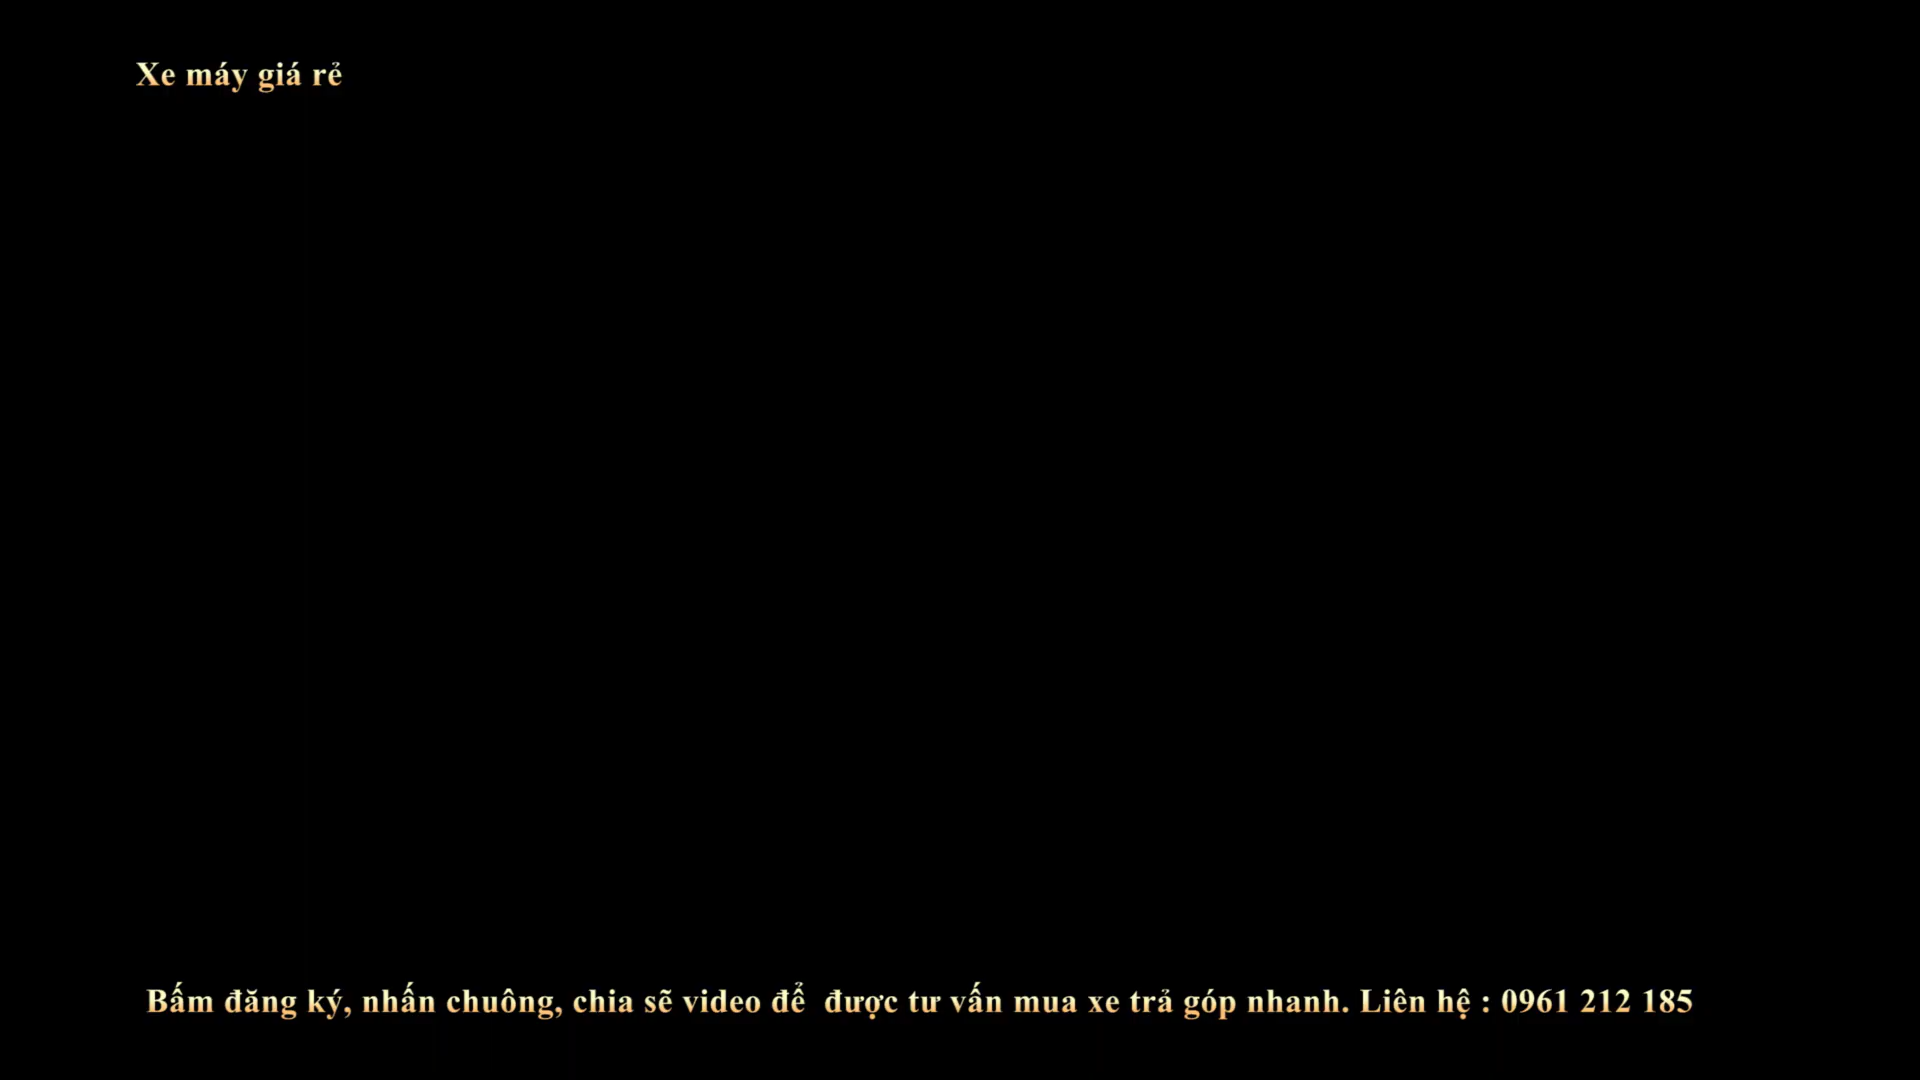 Xe máy giá rẻ
Bấm đăng ký, nhấn chuông, chia sẽ video để  được tư vấn mua xe trả góp nhanh. Liên hệ : 0961 212 185